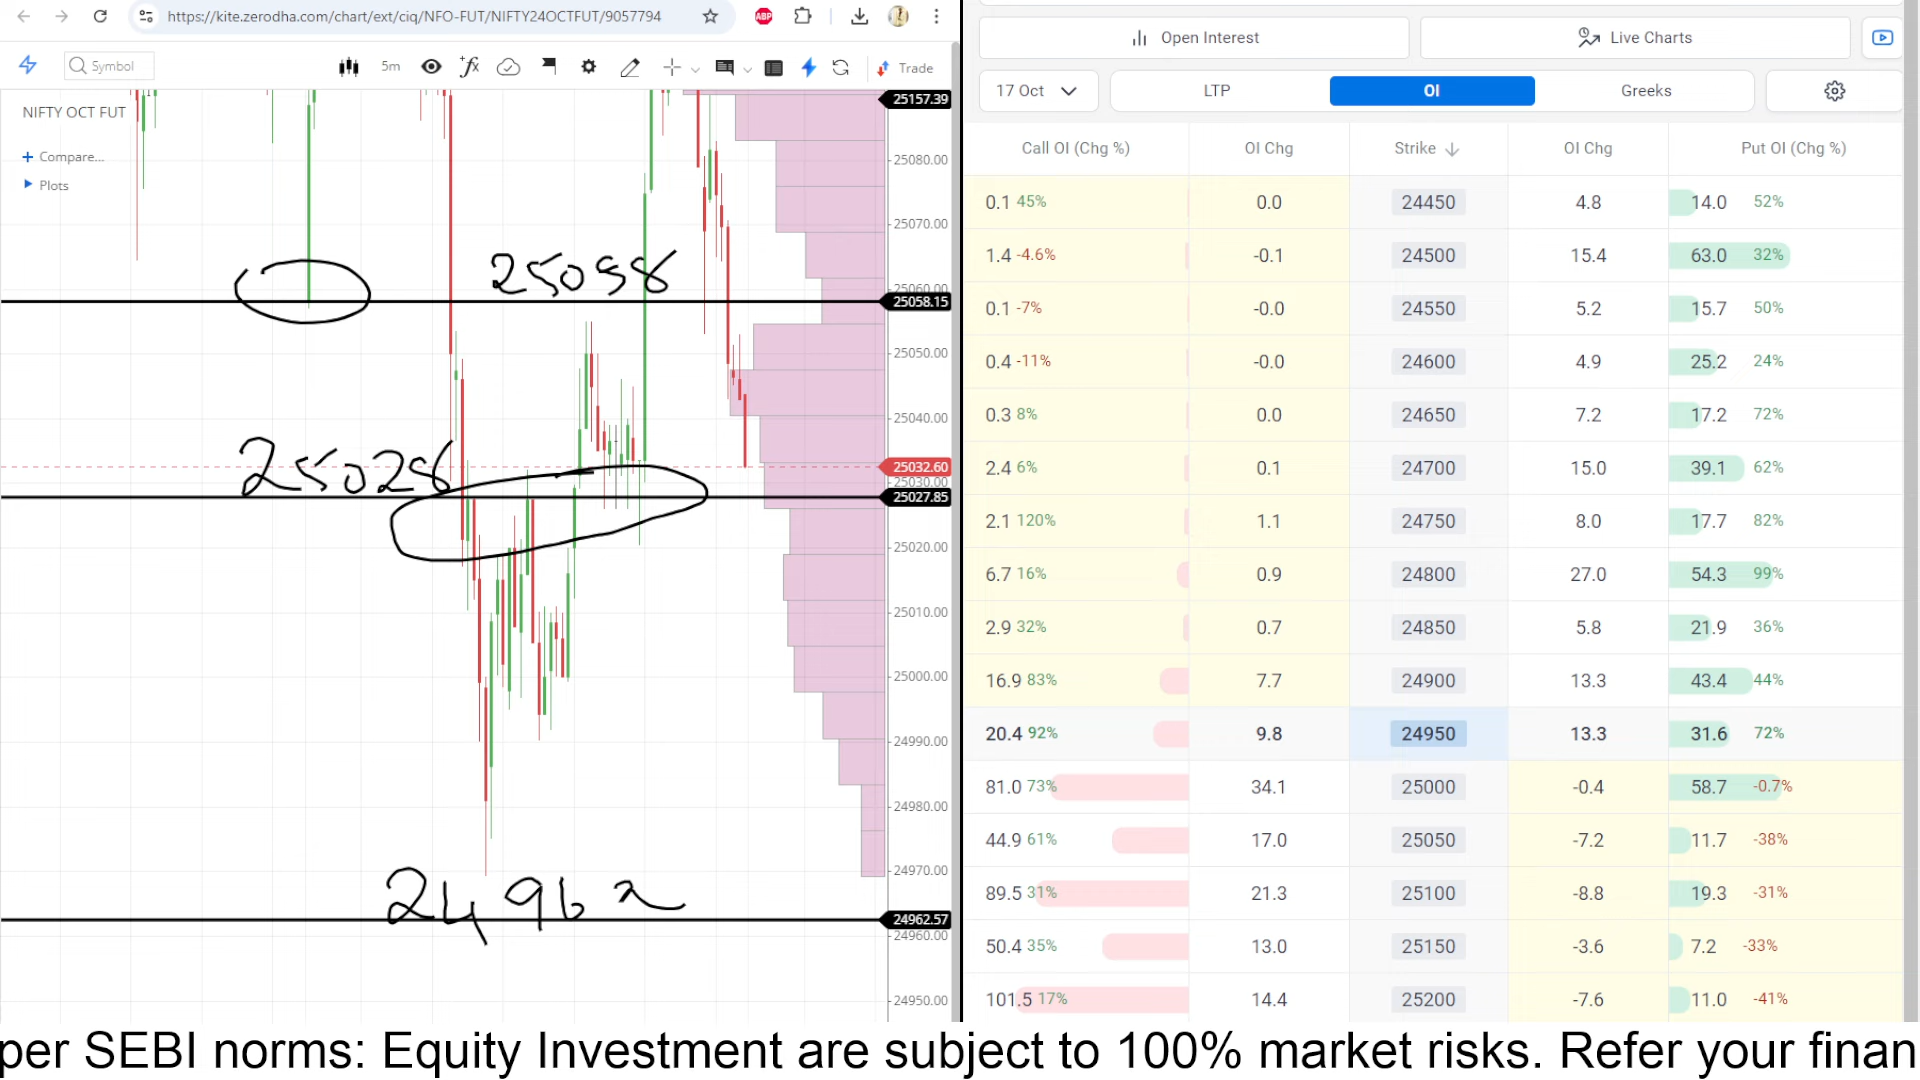 https://kite.zerodha.com/chart/ext/ciq/NFO-FUT/NIFTY24OCTFUT/9057794
ABP
Symbol
5m
Trade
NIFTY OCT FUT
+ Compare...
Plots
25157.39
25080.00
25070.00
25060.00
25058.15
25050.00
25040.00
25032.60
25030.00
25027.85
25020.00
25010.00
25000.00
24990.00
24980.00
24970.00
24962.57
24960.00
24950.00
25058
25028
2496
Open Interest
Live Charts
17 Oct
LTP
OI
Greeks
Call OI (Chg %) OI Chg Strike OI Chg Put OI (Chg %)
0.1 45% 0.0 24450 4.8 14.0 52%
1.4 -4.6% -0.1 24500 15.4 63.0 32%
0.1 -7% -0.0 24550 5.2 15.7 50%
0.4 -11% -0.0 24600 4.9 25.2 24%
0.3 8% 0.0 24650 7.2 17.2 72%
2.4 6% 0.1 24700 15.0 39.1 62%
2.1 120% 1.1 24750 8.0 17.7 82%
6.7 16% 0.9 24800 27.0 54.3 99%
2.9 32% 0.7 24850 5.8 21.9 36%
16.9 83% 7.7 24900 13.3 43.4 44%
20.4 92% 9.8 24950 13.3 31.6 72%
81.0 73% 34.1 25000 -0.4 58.7 -0.7%
44.9 61% 17.0 25050 -7.2 11.7 -38%
89.5 31% 21.3 25100 -8.8 19.3 -31%
50.4 35% 13.0 25150 -3.6 7.2 -33%
101.5 17% 14.4 25200 -7.6 11.0 -41%
per SEBI norms: Equity Investment are subject to 100% market risks. Refer your finan